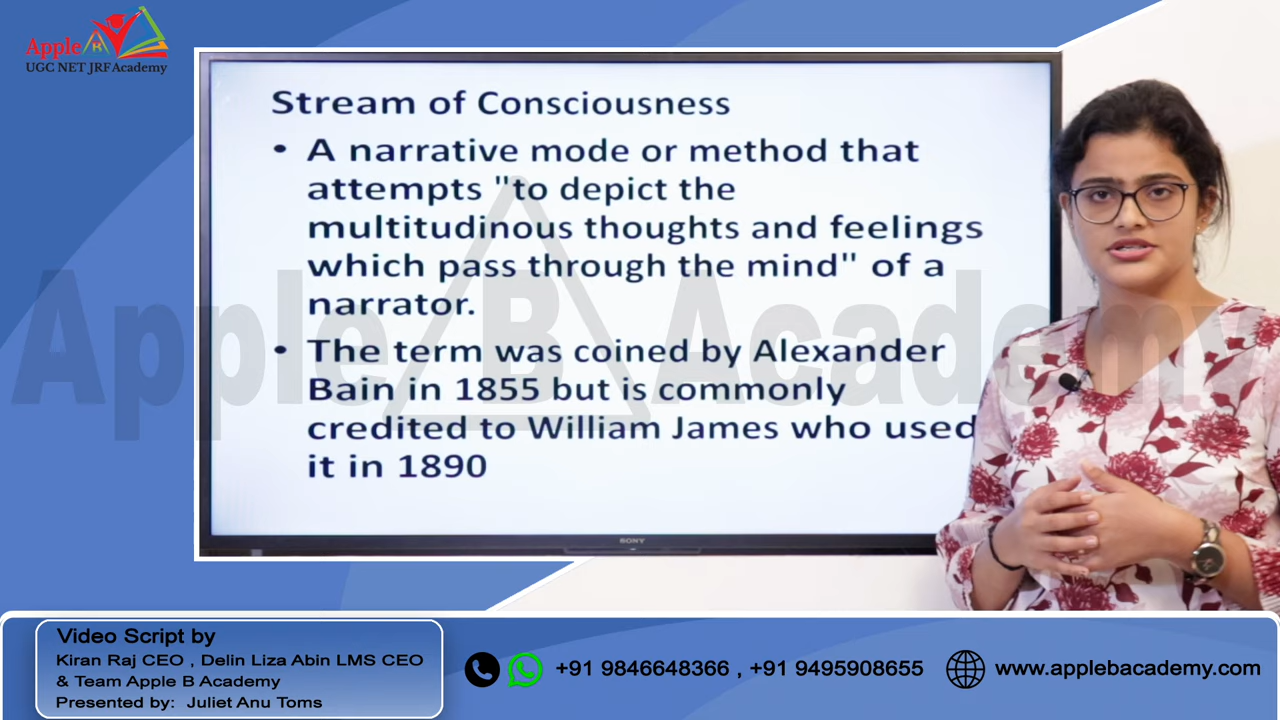 Apple B
UGC NET JRF Academy
Stream of Consciousness
• A narrative mode or method that
attempts "to depict the
multitudinous thoughts and feelings
which pass through the mind" of a
narrator.
• The term was coined by Alexander
Bain in 1855 but is commonly
credited to William James who used
it in 1890
Apple B Academy
SONY
Video Script by
Kiran Raj CEO , Delin Liza Abin LMS CEO
& Team Apple B Academy
Presented by: Juliet Anu Toms
+91 9846648366 , +91 9495908655
www.applebacademy.com